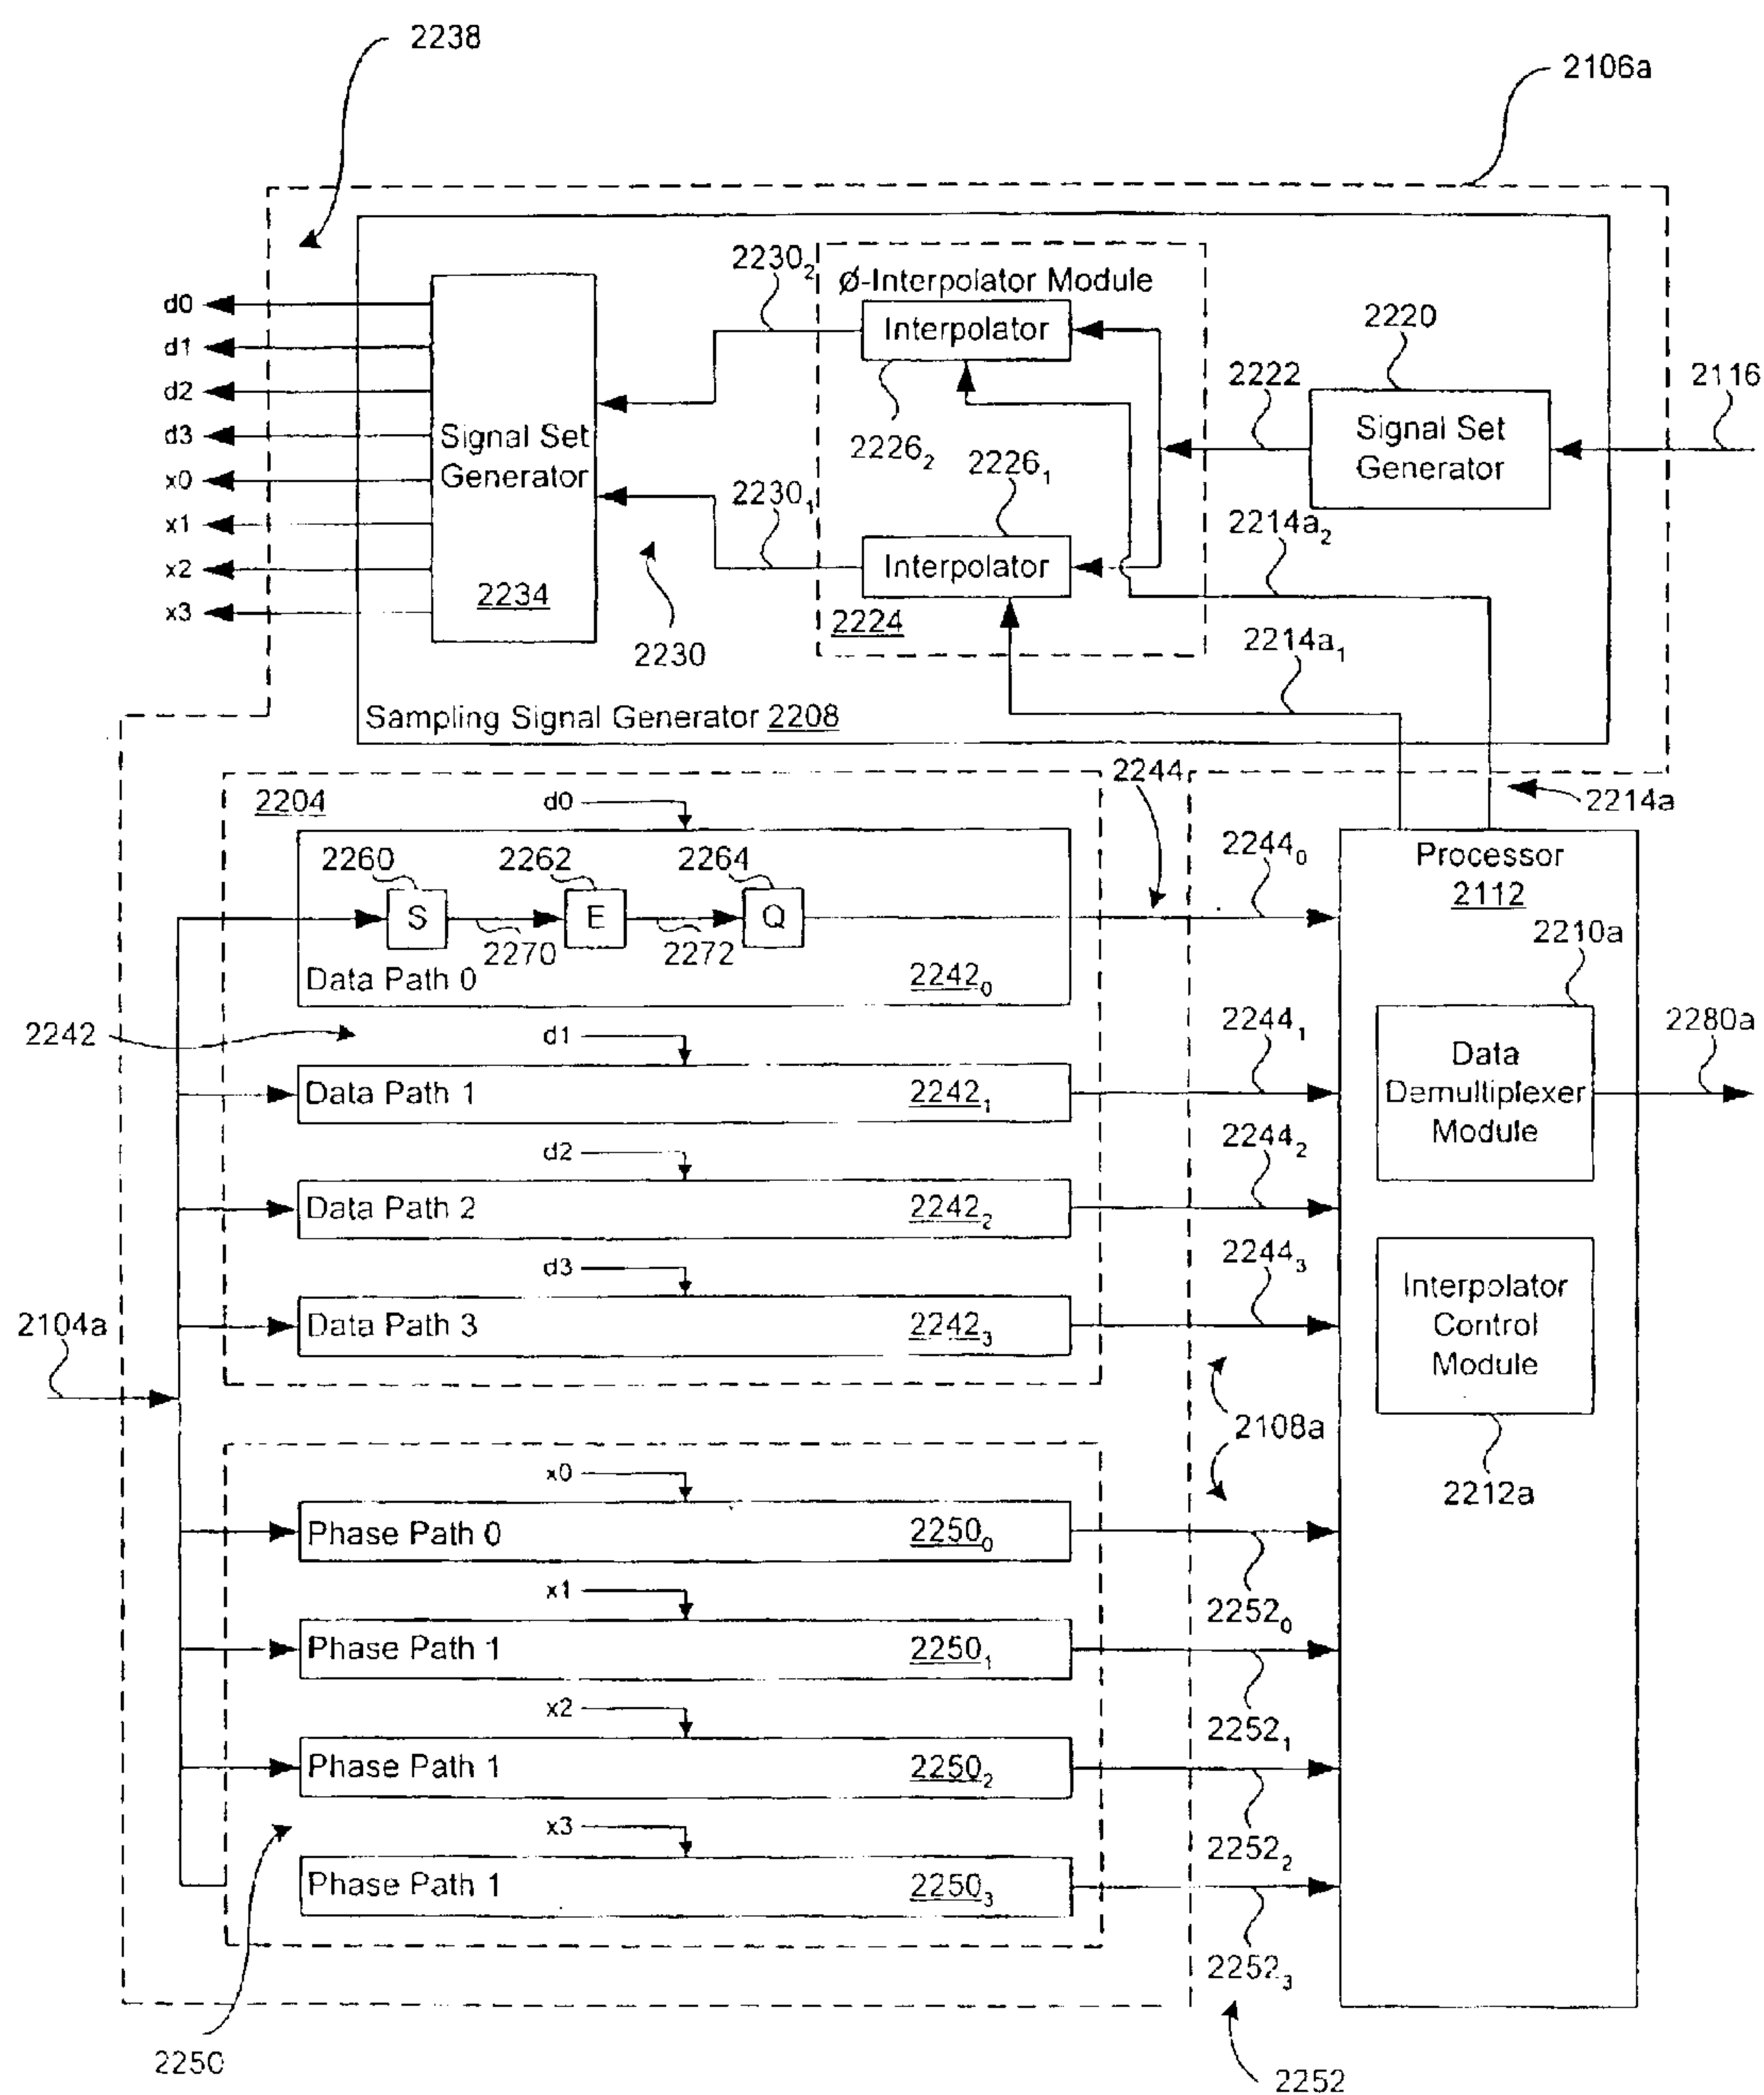 2238
2106a
2230₂
Ø-Interpolator Module
d0
Interpolator
2220
d1
2222
2116
d2
Signal Set Generator
d3
Signal Set Generator
2226₂
2226₁
x0
2230₁
x1
2214a₂
x2
Interpolator
2234
x3
2224
2230
2214a₁
Sampling Signal Generator 2208
2244
2204
d0
2214a
2244₀
Processor
2112
2260
2262
2264
S
E
Q
2210a
2270
2272
Data Path 0
2242₀
2242
d1
2244₁
2280a
Data
Demultiplexer
Module
Data Path 1
2242₁
d2
2244₂
Data Path 2
2242₂
d3
2244₃
Interpolator
Control
Module
2104a
Data Path 3
2242₃
2108a
x0
2212a
Phase Path 0
2250₀
x1
2252₀
Phase Path 1
2250₁
x2
2252₁
Phase Path 1
2250₂
x3
2252₂
Phase Path 1
2250₃
2252₃
2250
2252